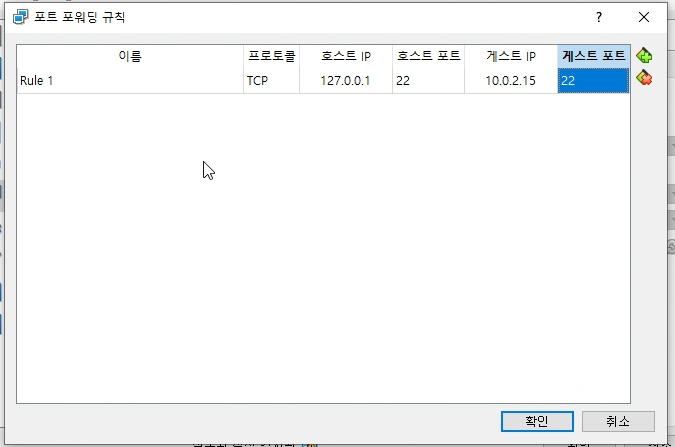 포트 포워딩 규칙
?
이름 프로토콜 호스트 IP 호스트 포트 게스트 IP 게스트 포트
Rule 1 TCP 127.0.0.1 22 10.0.2.15 22
확인 취소